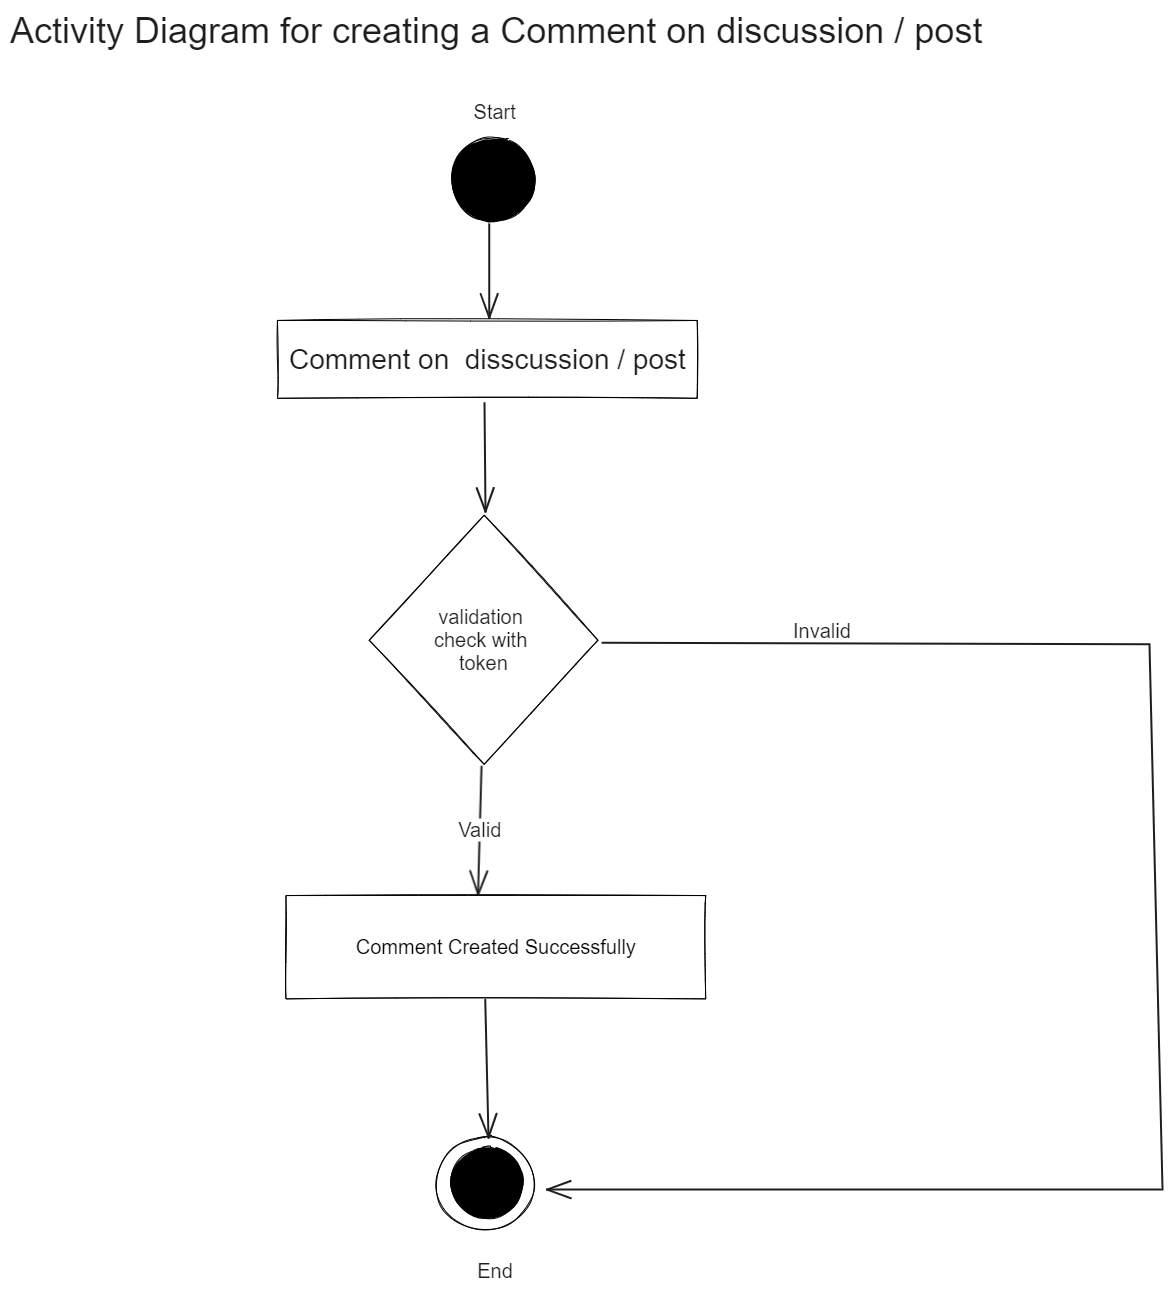 Activity Diagram for creating a Comment on discussion / post
Start
Comment on  disscussion / post
validation
check with
token
Invalid
Valid
Comment Created Successfully
End